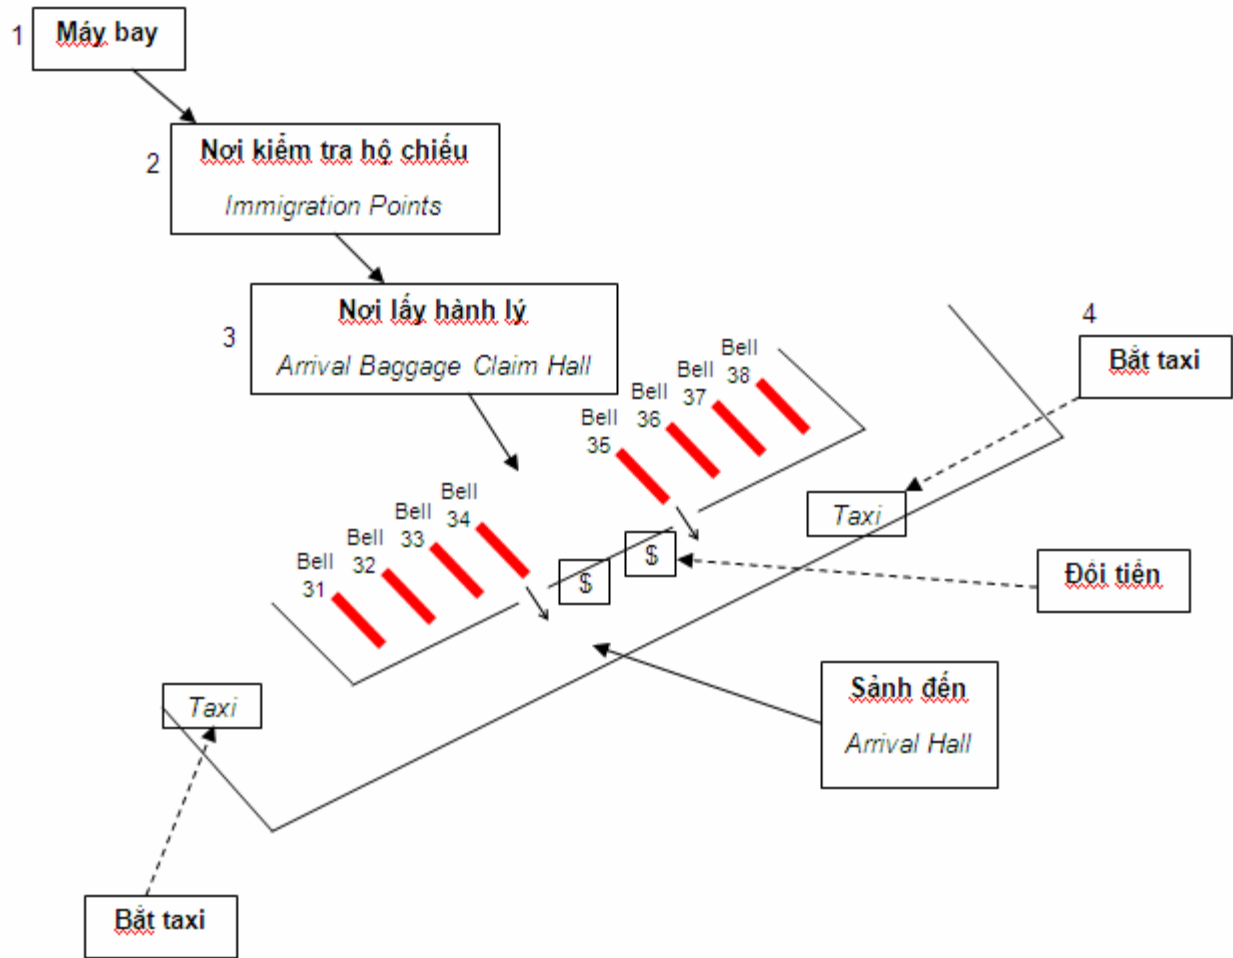 1
Máy bay
2
Nơi kiểm tra hộ chiếu
Immigration Points
3
Nơi lấy hành lý
Arrival Baggage Claim Hall
4
Bắt taxi
Bell
38
Bell
37
Bell
36
Bell
35
Bell
34
Bell
33
Bell
32
Bell
31
Taxi
$
$
Đổi tiền
Sảnh đến
Arrival Hall
Taxi
Bắt taxi